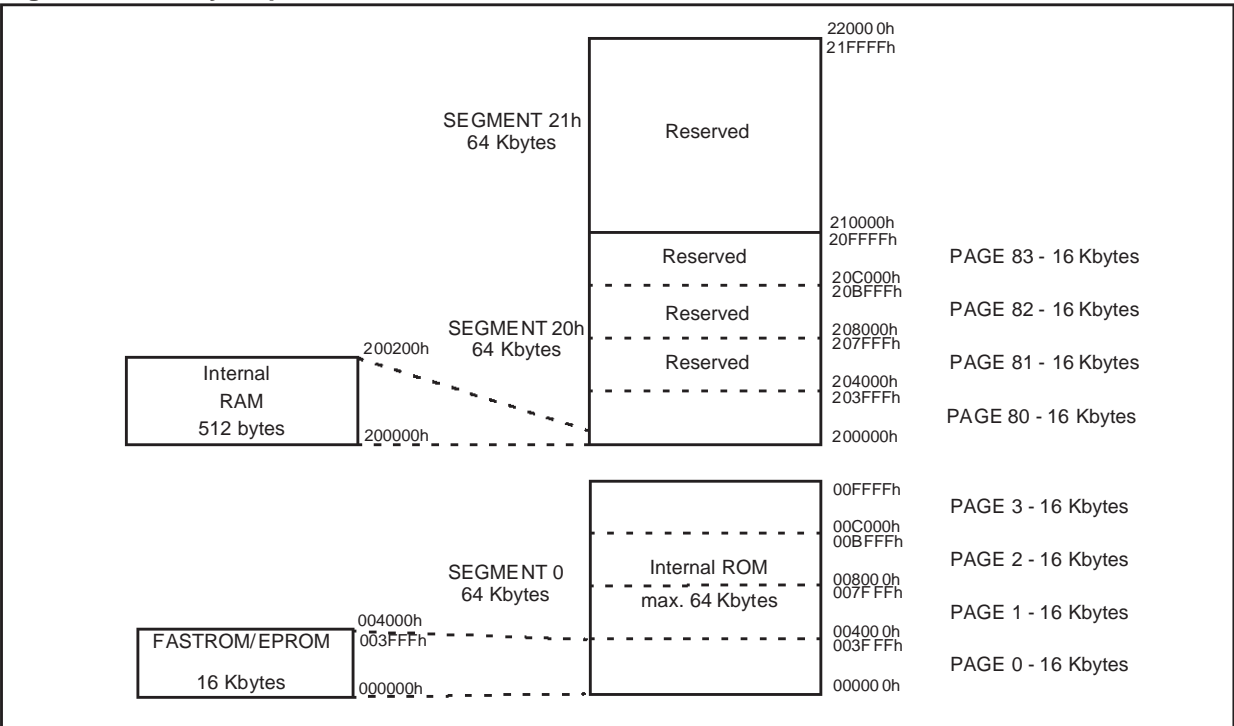 22000 0h
21FFFFh
SEGMENT 21h
64 Kbytes
Reserved
210000h
20FFFFh
Reserved
PAGE 83 - 16 Kbytes
20C000h
20BFFFh
Reserved
PAGE 82 - 16 Kbytes
SEGMENT 20h
64 Kbytes
208000h
207FFFh
Reserved
PAGE 81 - 16 Kbytes
204000h
203FFFh
PAGE 80 - 16 Kbytes
200000h
200200h
Internal
RAM
512 bytes
200000h
00FFFFh
PAGE 3 - 16 Kbytes
00C000h
00BFFFh
PAGE 2 - 16 Kbytes
SEGMENT 0
64 Kbytes
Internal ROM
max. 64 Kbytes
00800 0h
007F FFh
PAGE 1 - 16 Kbytes
00400 0h
003F FFh
PAGE 0 - 16 Kbytes
00000 0h
004000h
003FFFh
FASTROM/EPROM
16 Kbytes
000000h